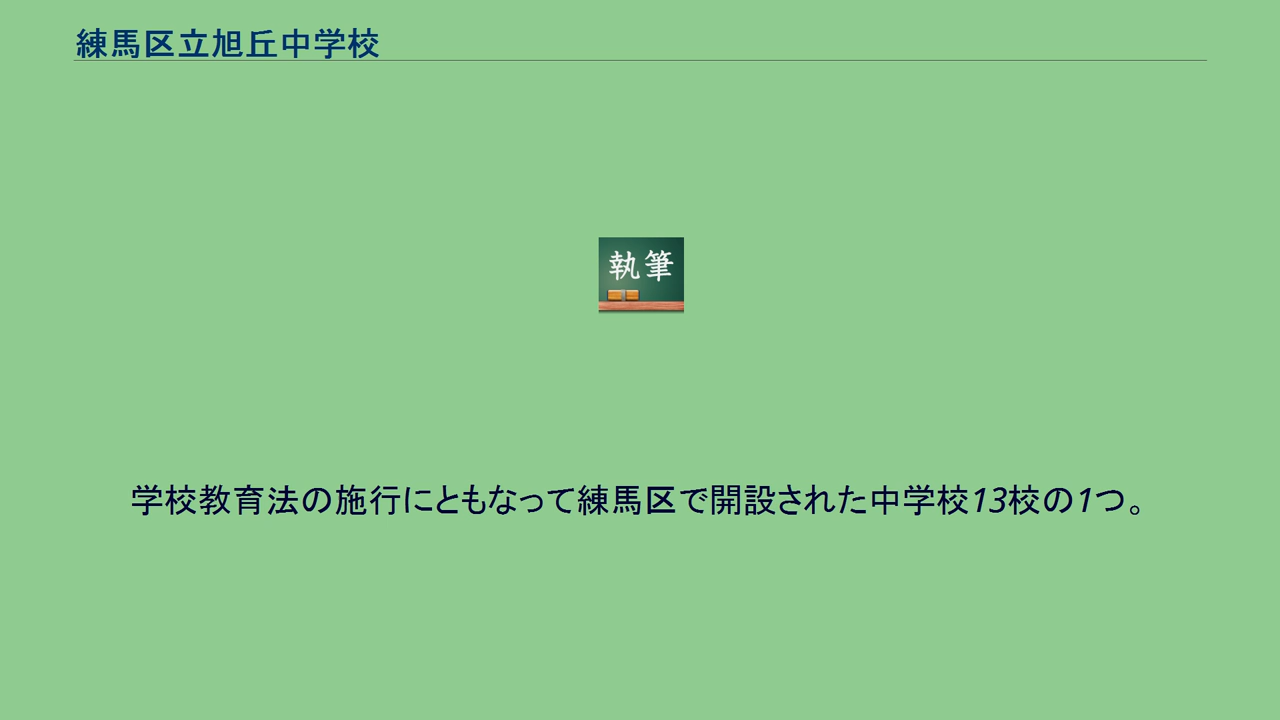 練馬区立旭丘中学校
執筆
学校教育法の施行にともなって練馬区で開設された中学校13校の1つ。